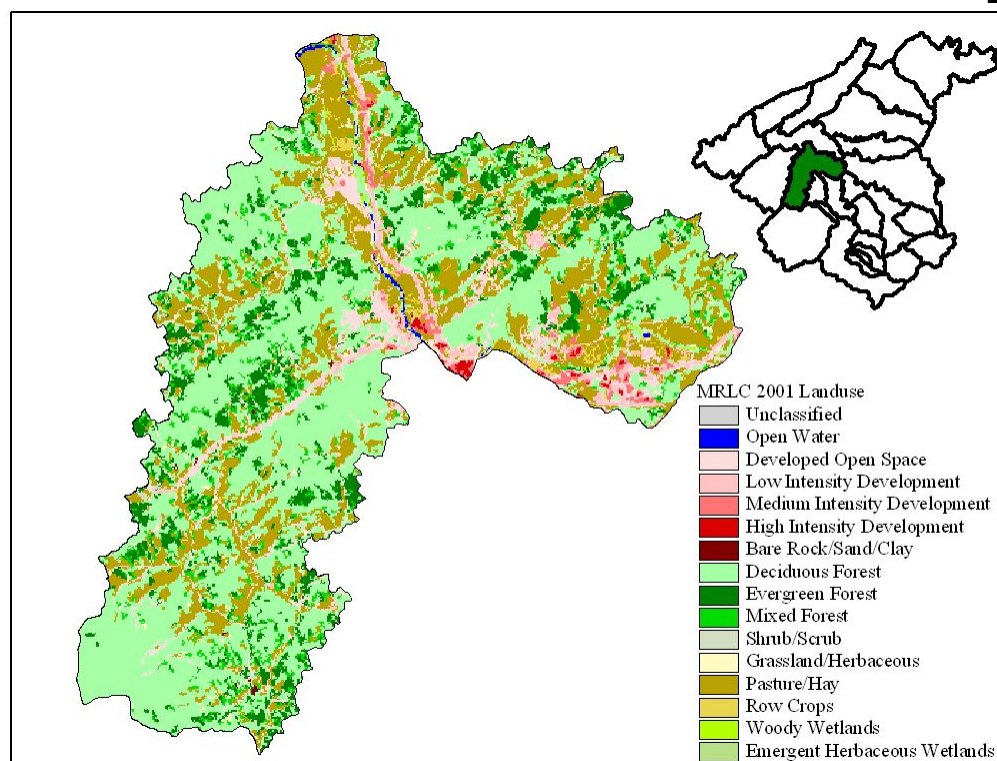 MRLC 2001 Landuse
Unclassified
Open Water
Developed Open Space
Low Intensity Development
Medium Intensity Development
High Intensity Development
Bare Rock/Sand/Clay
Deciduous Forest
Evergreen Forest
Mixed Forest
Shrub/Scrub
Grassland/Herbaceous
Pasture/Hay
Row Crops
Woody Wetlands
Emergent Herbaceous Wetlands